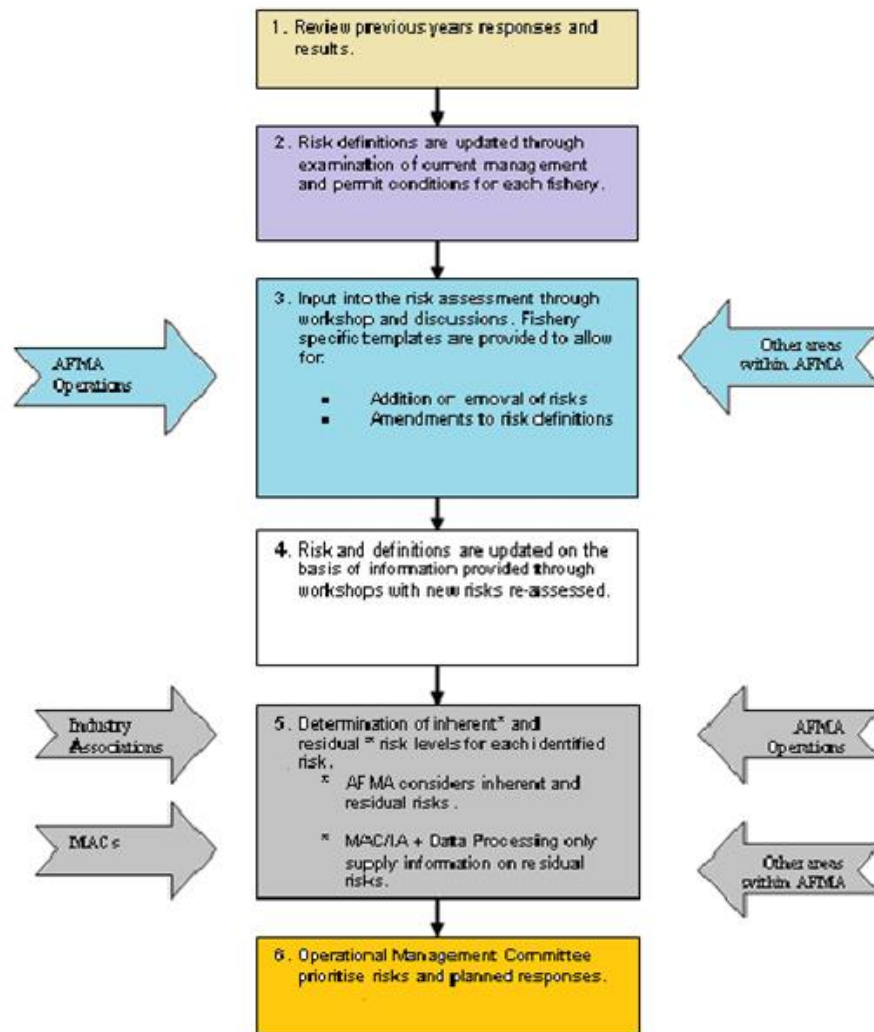 1. Review previous years responses and
results.
2. Risk definitions are updated through
examination of current management
and permit conditions for each fishery.
3. Input into the risk assessment through
workshop and discussions. Fishery
specific templates are provided to allow
for:
▪ Addition or removal of risks
▪ Amendments to risk definitions
AFMA
Operations
Other areas
within AFMA
4. Risk and definitions are updated on the
basis of information provided through
workshops with new risks re-assessed.
Industry
Associations
MACs
5. Determination of inherent* and
residual * risk levels for each identified
risk.
* AFMA considers inherent and
residual risks.
* MAC/IA + Data Processing only
supply information on residual
risks.
AFMA
Operations
Other areas
within AFMA
6. Operational Management Committee
prioritise risks and planned responses.